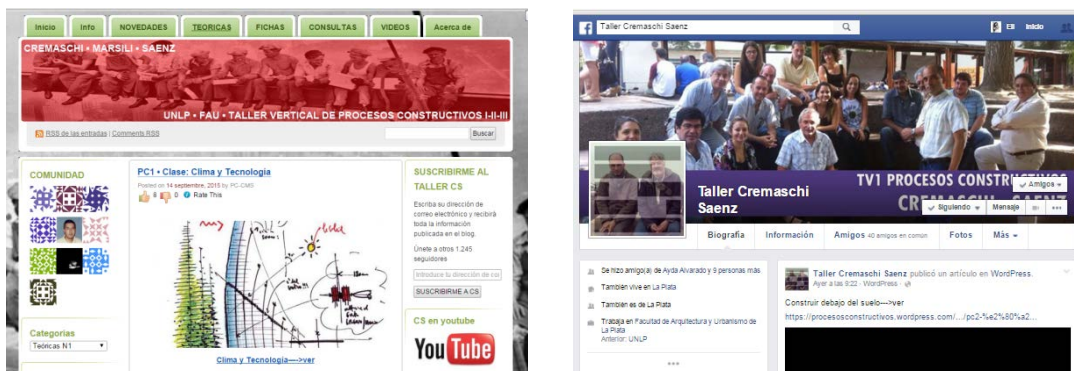 Inicio
Info
NOVEDADES
TEORICAS
FICHAS
CONSULTAS
VIDEOS
Acerca de
CREMASCHI • MARSILI • SAENZ
UNLP • FAU • TALLER VERTICAL DE PROCESOS CONSTRUCTIVOS I-II-III
RSS de las entradas | Comments RSS
Buscar
COMUNIDAD
Categorias
Teóricas N1
PC1 • Clase: Clima y Tecnología
Posted on 14 septiembre, 2015 by PC-CMS
8 0 Rate This
Clima y Tecnología—->ver
SUSCRIBIRME AL
TALLER CS
Escriba su dirección de
correo electrónico y recibirá
toda la información
publicada en el blog.
Únete a otros 1.245
seguidores
Introduce tu dirección de cor
SUSCRIBIRME A CS
CS en youtube
You Tube
Taller Cremaschi Saenz
Eli Inicio
TV1 PROCESOS CONSTR
CREMASCHI SAENZ
Taller Cremaschi
Saenz
Amigos
Siguiendo
Mensaje
Biografía
Información
Amigos 40 amigos en común
Fotos
Más
Se hizo amigo(a) de Ayda Alvarado y 9 personas más
También vive en La Plata
También es de La Plata
Trabaja en Facultad de Arquitectura y Urbanismo de
La Plata
Anterior: UNLP
Taller Cremaschi Saenz publicó un artículo en WordPress.
Ayer a las 9:22 · WordPress ·
Construir debajo del suelo--->ver
https://procesosconstructivos.wordpress.com/.../pc2-%e2%80%a2...